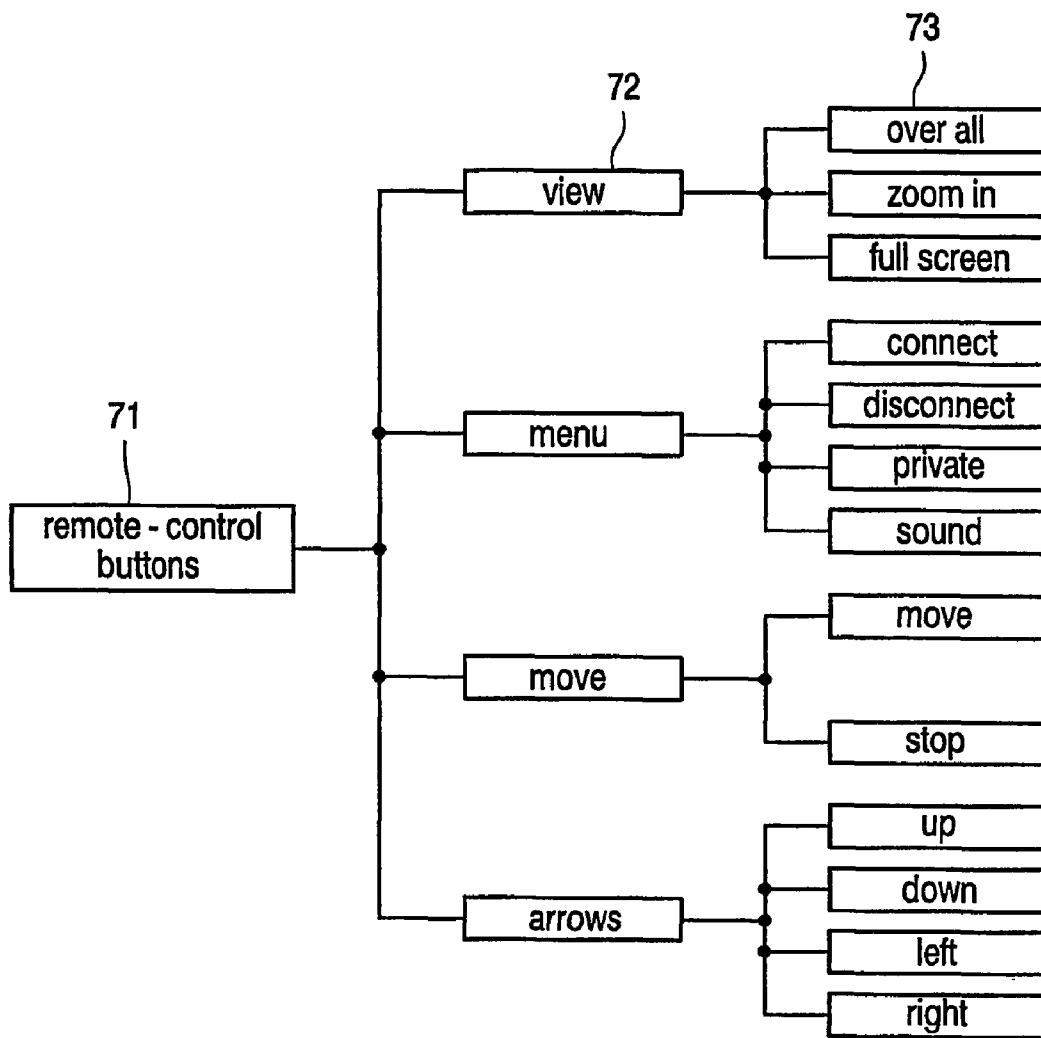 73
72
over all
view
zoom in
full screen
connect
71
menu
disconnect
private
remote - control
buttons
sound
move
move
stop
up
arrows
down
left
right